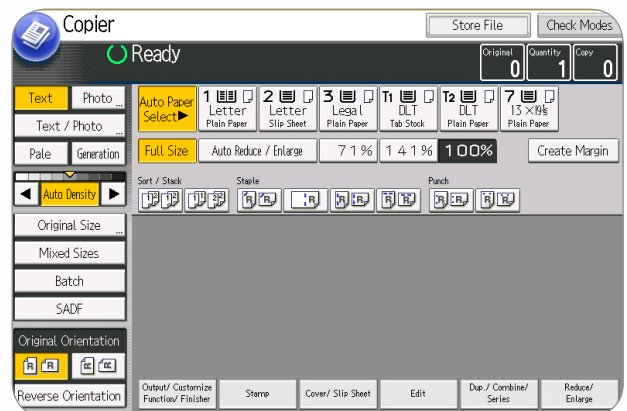 Copier
Store File
Check Modes
Ready
Original
0
Quantity
1
Copy
0
Text
Photo
Text / Photo
Pale
Generation
Auto Density
Original Size
Mixed Sizes
Batch
SADF
Original Orientation
R R
Reverse Orientation
Auto Paper
Select▶
1
Letter
Plain Paper
2
Letter
Slip Sheet
3
Legal
Plain Paper
T1
DLT
Tab Stock
T2
DLT
Plain Paper
7
Plain Paper
Full Size
Auto Reduce / Enlarge
71%
141%
100%
Create Margin
Sort / Stack
Staple
Punch
Output/ Customize
Function/ Finisher
Stamp
Cover/ Slip Sheet
Edit
Dup./ Combine/
Series
Reduce/
Enlarge